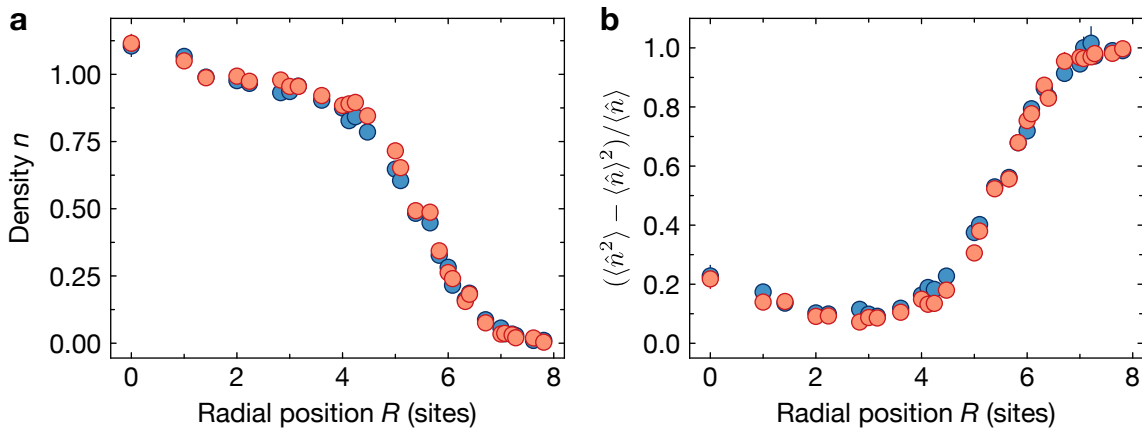 a
1.00
0.75
0.50
0.25
0.00
Density n
0 2 4 6 8
Radial position R (sites)
b
1.0
0.8
0.6
0.4
0.2
0.0
(⟨n̂²⟩ − ⟨n̂⟩²)/⟨n̂⟩
0 2 4 6 8
Radial position R (sites)